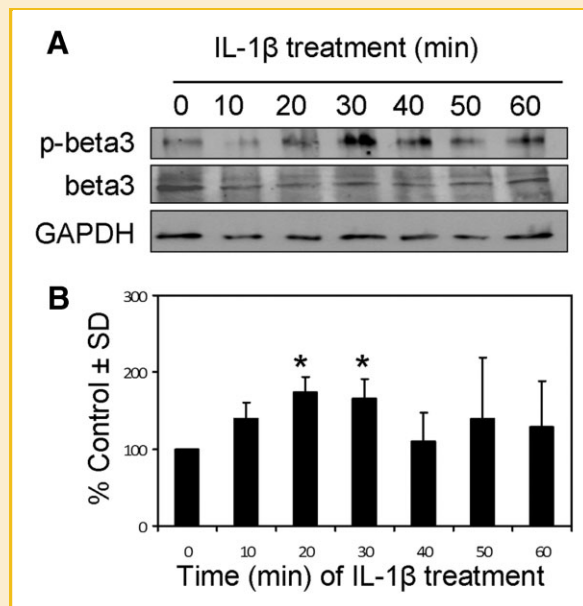 A
IL-1β treatment (min)
0 10 20 30 40 50 60
p-beta3
beta3
GAPDH
B
300
200
100
0
% Control ± SD
* *
0 10 20 30 40 50 60
Time (min) of IL-1β treatment